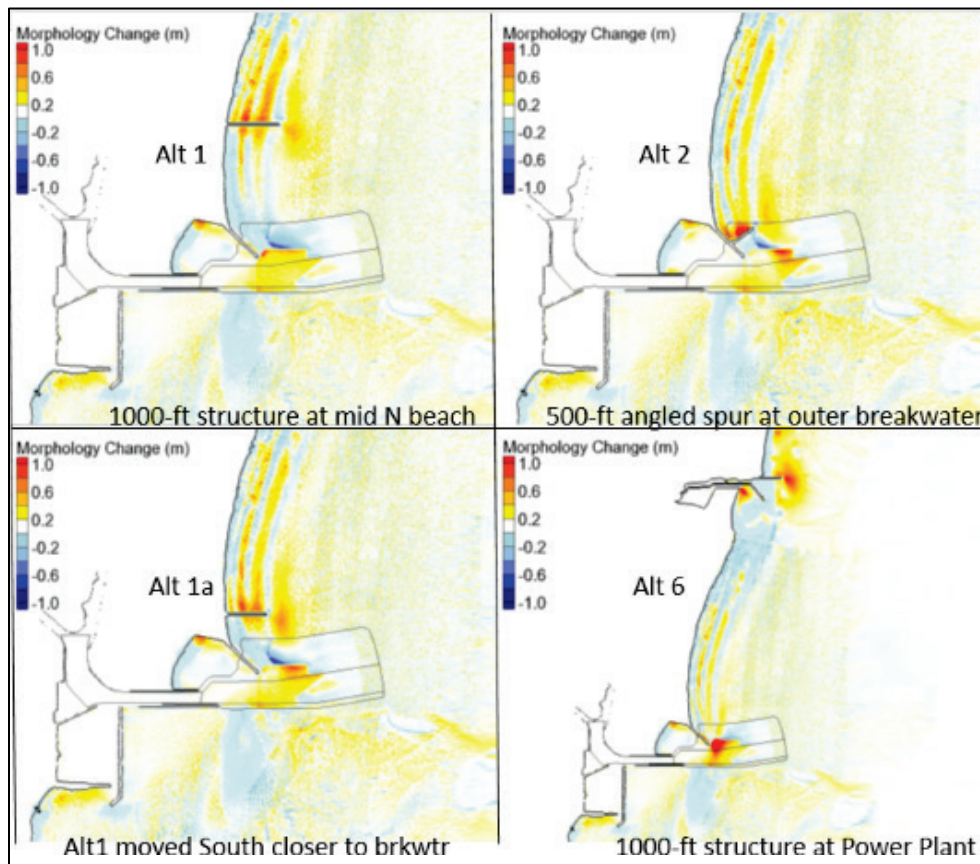 Morphology Change (m)
1.0
0.6
0.2
-0.2
-0.6
-1.0
Alt 1
1000-ft structure at mid N beach
Morphology Change (m)
1.0
0.6
0.2
-0.2
-0.6
-1.0
Alt 2
500-ft angled spur at outer breakwater
Morphology Change (m)
1.0
0.6
0.2
-0.2
-0.6
-1.0
Alt 1a
Alt1 moved South closer to brkwtr
Morphology Change (m)
1.0
0.6
0.2
-0.2
-0.6
-1.0
Alt 6
1000-ft structure at Power Plant